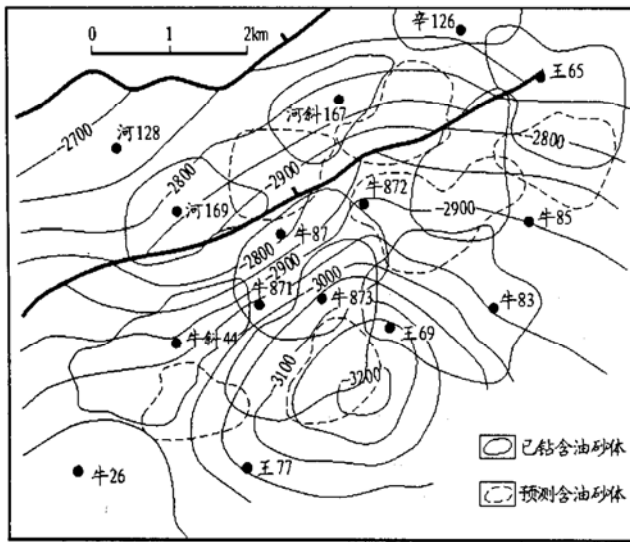 辛126
0 1 2km
王65
河斜167
-2700
河128
-2800
-2800
-2900
牛872
河169
-2900
牛85
牛87
-2800
-2900
-3000
牛871
牛873
牛83
王69
牛斜44
3100
-3200
已钻含油砂体
王77
牛26
预测含油砂体